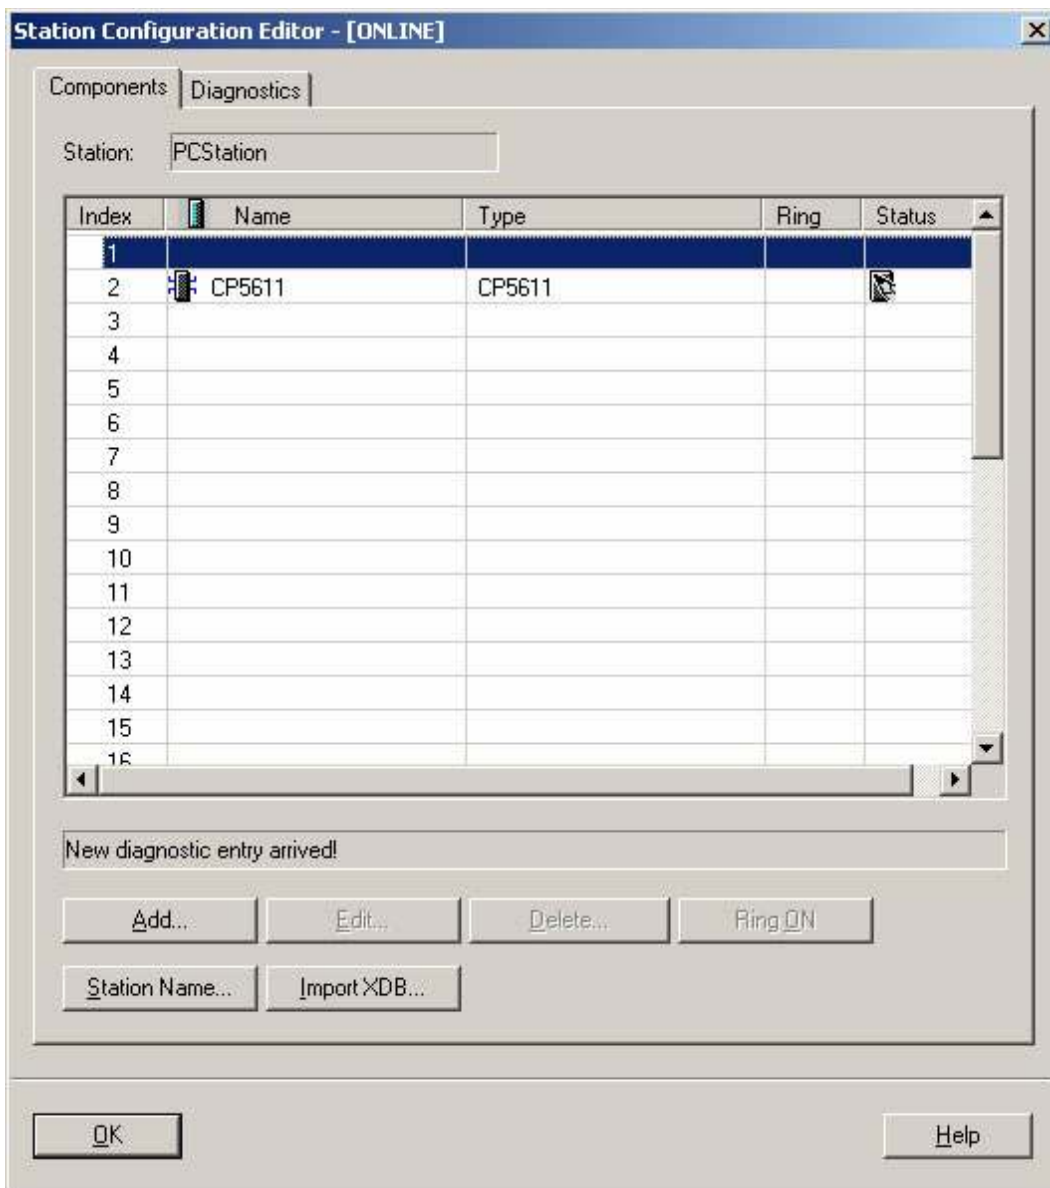 Station Configuration Editor - [ONLINE]
Components Diagnostics
Station: PCStation
Index Name Type Ring Status
1
2 CP5611 CP5611
3
4
5
6
7
8
9
10
11
12
13
14
15
16
New diagnostic entry arrived!
Add... Edit... Delete... Ring ON
Station Name... Import XDB...
OK Help